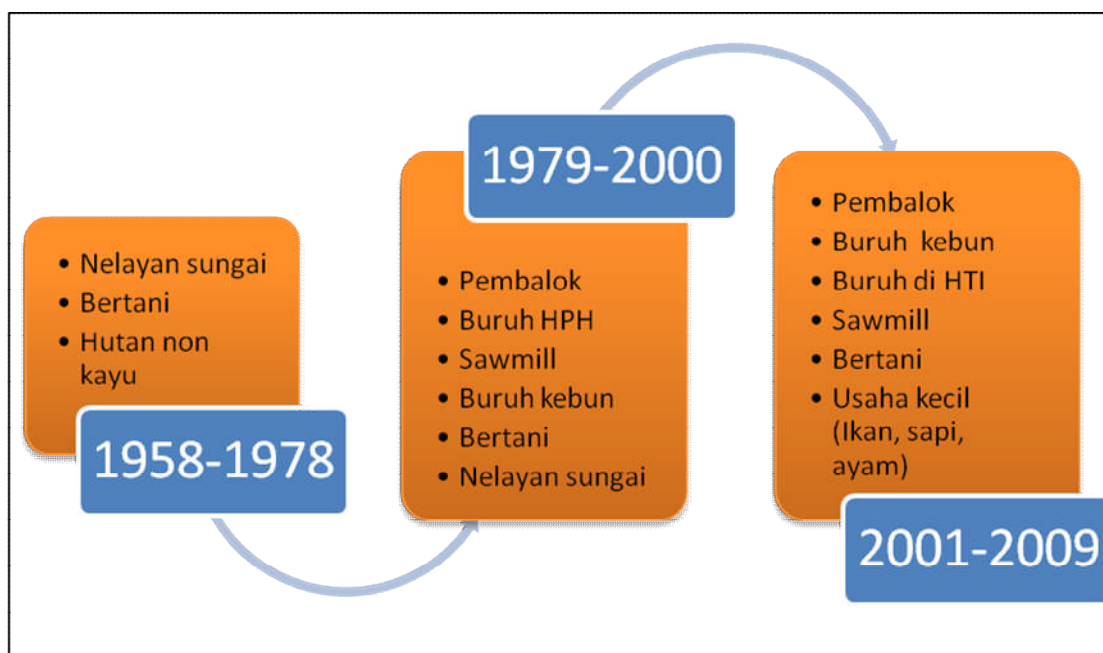 • Nelayan sungai
• Bertani
• Hutan non
kayu
1958-1978
1979-2000
• Pembalok
• Buruh HPH
• Sawmill
• Buruh kebun
• Bertani
• Nelayan sungai
• Pembalok
• Buruh kebun
• Buruh di HTI
• Sawmill
• Bertani
• Usaha kecil
(Ikan, sapi,
ayam)
2001-2009